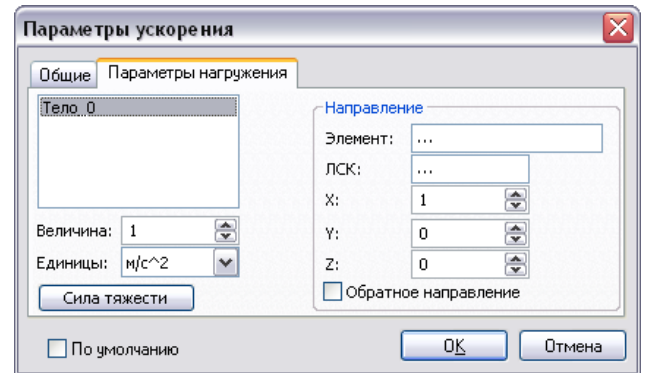 Параметры ускорения
Общие Параметры нагружения
Тело_0
Величина: 1
Единицы: м/с^2
Сила тяжести
Направление
Элемент: ...
ЛСК: ...
X: 1
Y: 0
Z: 0
Обратное направление
По умолчанию OK Отмена